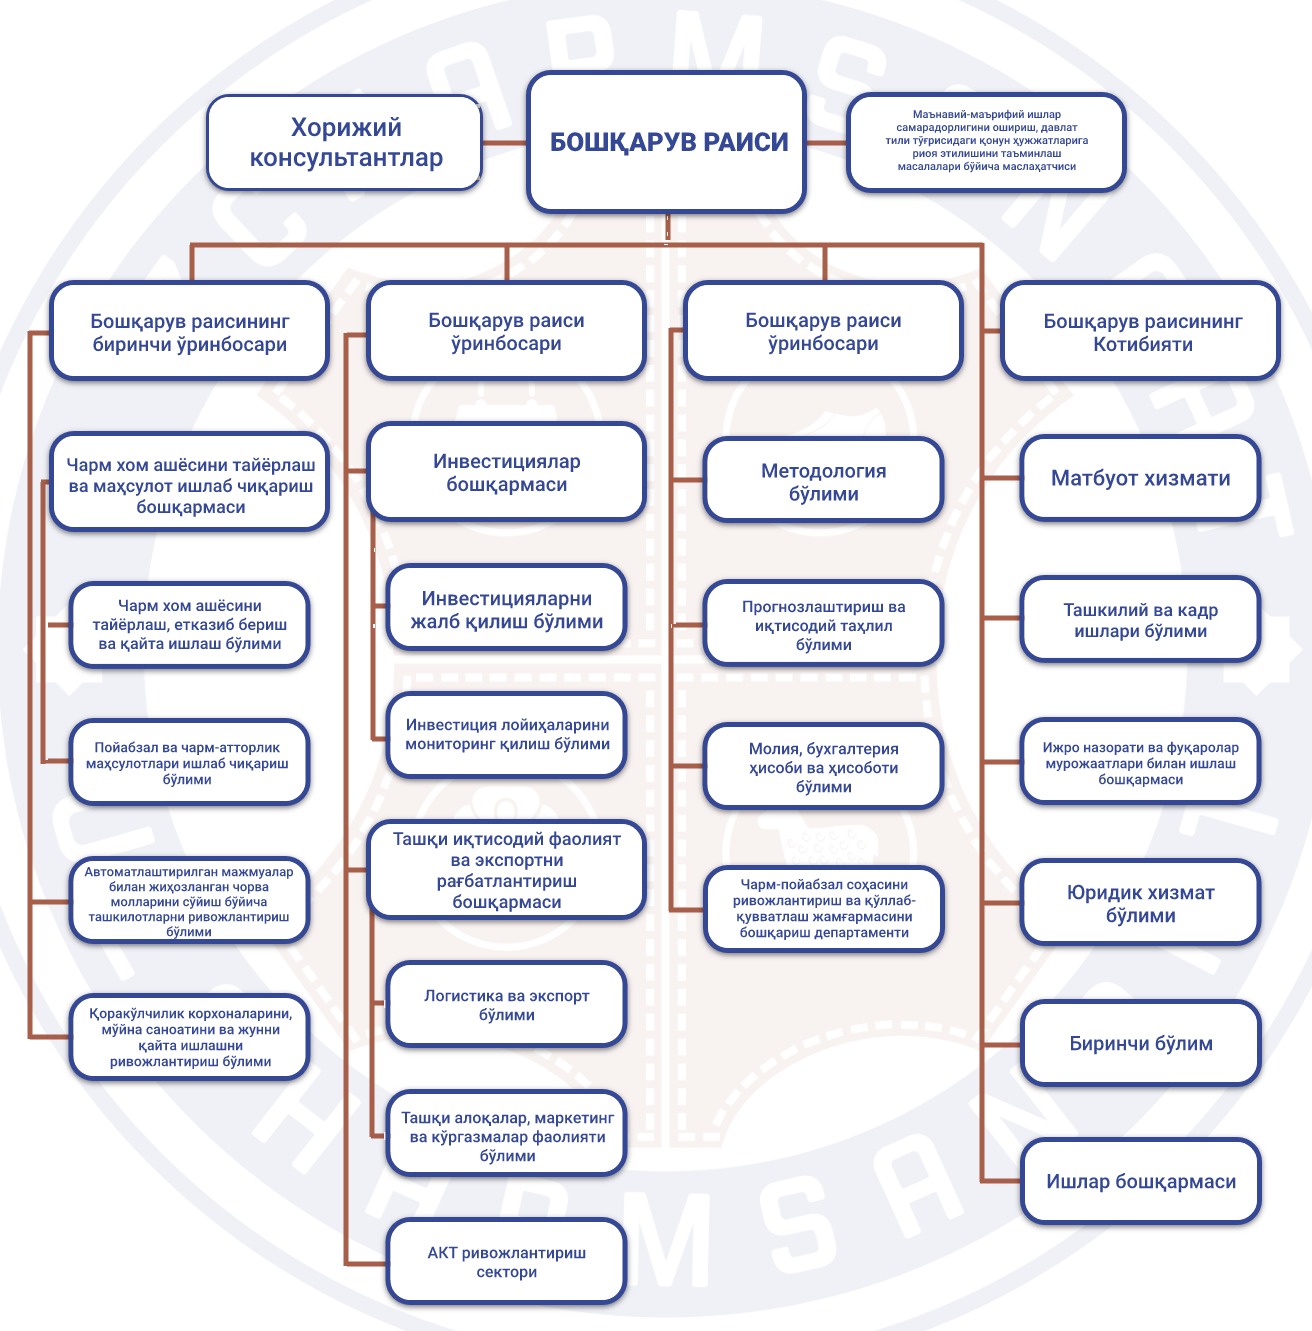 Хорижий
консультантлар
БОШҚАРУВ РАИСИ
Маънавий-маърифий ишлар
самарадорлигини ошириш, давлат
тили тўғрисидаги қонун ҳужжатларига
риоя этилишини таъминлаш
масалалари бўйича маслаҳатчиси
Бошқарув раисининг
биринчи ўринбосари
Чарм хом ашёсини тайёрлаш
ва маҳсулот ишлаб чиқариш
бошқармаси
Чарм хом ашёсини
тайёрлаш, етказиб бериш
ва қайта ишлаш бўлими
Пойабзал ва чарм-атторлик
маҳсулотлари ишлаб чиқариш
бўлими
Автоматлаштирилган мажмуалар
билан жиҳозланган чорва
молларини сўйиш бўйича
ташкилотларни ривожлантириш
бўлими
Қоракўлчилик корхоналарини,
мўйна саноатини ва жунни
қайта ишлашни
ривожлантириш бўлими
Бошқарув раиси
ўринбосари
Инвестициялар
бошқармаси
Инвестицияларни
жалб қилиш бўлими
Инвестиция лойиҳаларини
мониторинг қилиш бўлими
Ташқи иқтисодий фаолият
ва экспортни
рағбатлантириш
бошқармаси
Логистика ва экспорт
бўлими
Ташқи алоқалар, маркетинг
ва кўргазмалар фаолияти
бўлими
АКТ ривожлантириш
сектори
Бошқарув раиси
ўринбосари
Методология
бўлими
Прогнозлаштириш ва
иқтисодий таҳлил
бўлими
Молия, бухгалтерия
ҳисоби ва ҳисоботи
бўлими
Чарм-пойабзал соҳасини
ривожлантириш ва қўллаб-
қувватлаш жамғармасини
бошқариш департаменти
Бошқарув раисининг
Котибияти
Матбуот хизмати
Ташкилий ва кадр
ишлари бўлими
Ижро назорати ва фуқаролар
мурожаатлари билан ишлаш
бошқармаси
Юридик хизмат
бўлими
Биринчи бўлим
Ишлар бошқармаси